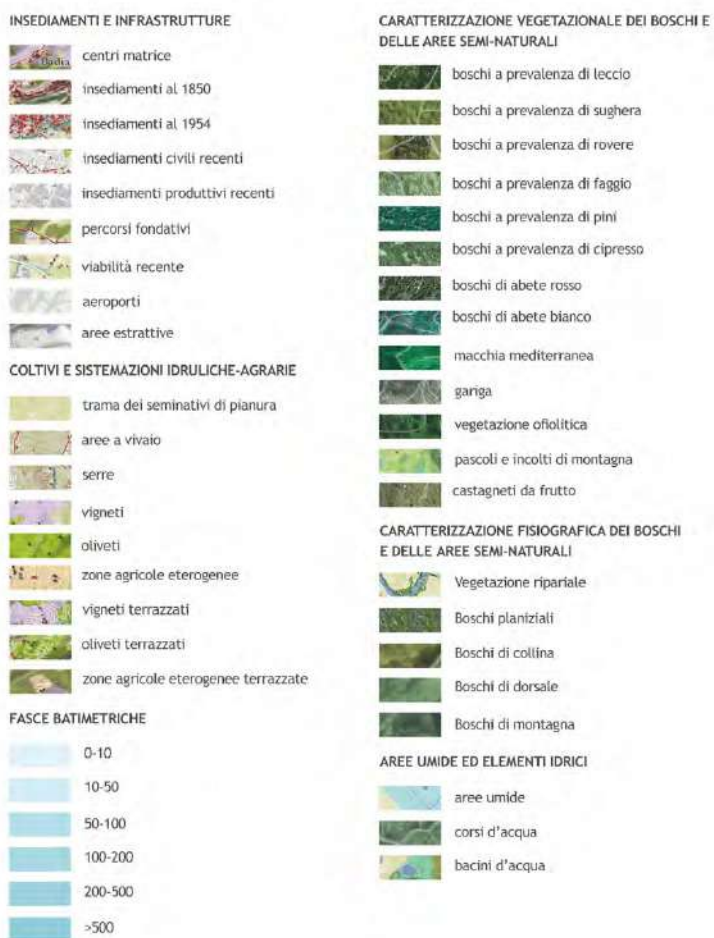 INSEDIAMENTI E INFRASTRUTTURE
Badia
centri matrice
insediamenti al 1850
insediamenti al 1954
insediamenti civili recenti
insediamenti produttivi recenti
percorsi fondativi
viabilità recente
aeroporti
aree estrattive
COLTIVI E SISTEMAZIONI IDRULICHE-AGRARIE
trama dei seminativi di pianura
aree a vivaio
serre
vigneti
oliveti
zone agricole eterogenee
vigneti terrazzati
oliveti terrazzati
zone agricole eterogenee terrazzate
FASCE BATIMETRICHE
0-10
10-50
50-100
100-200
200-500
>500
CARATTERIZZAZIONE VEGETAZIONALE DEI BOSCHI E
DELLE AREE SEMI-NATURALI
boschi a prevalenza di leccio
boschi a prevalenza di sughera
boschi a prevalenza di rovere
boschi a prevalenza di faggio
boschi a prevalenza di pini
boschi a prevalenza di cipresso
boschi di abete rosso
boschi di abete bianco
macchia mediterranea
gariga
vegetazione ofiolitica
pascoli e incolti di montagna
castagneti da frutto
CARATTERIZZAZIONE FISIOGRAFICA DEI BOSCHI
E DELLE AREE SEMI-NATURALI
Vegetazione ripariale
Boschi planiziali
Boschi di collina
Boschi di dorsale
Boschi di montagna
AREE UMIDE ED ELEMENTI IDRICI
aree umide
corsi d'acqua
bacini d'acqua